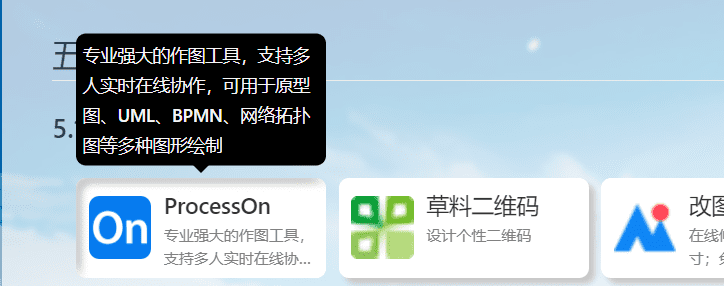 五
专业强大的作图工具，支持多
人实时在线协作，可用于原型
图、UML、BPMN、网络拓扑
图等多种图形绘制
5.
On
ProcessOn
专业强大的作图工具，
支持多人实时在线协...
草料二维码
设计个性二维码
改图
在线
寸；